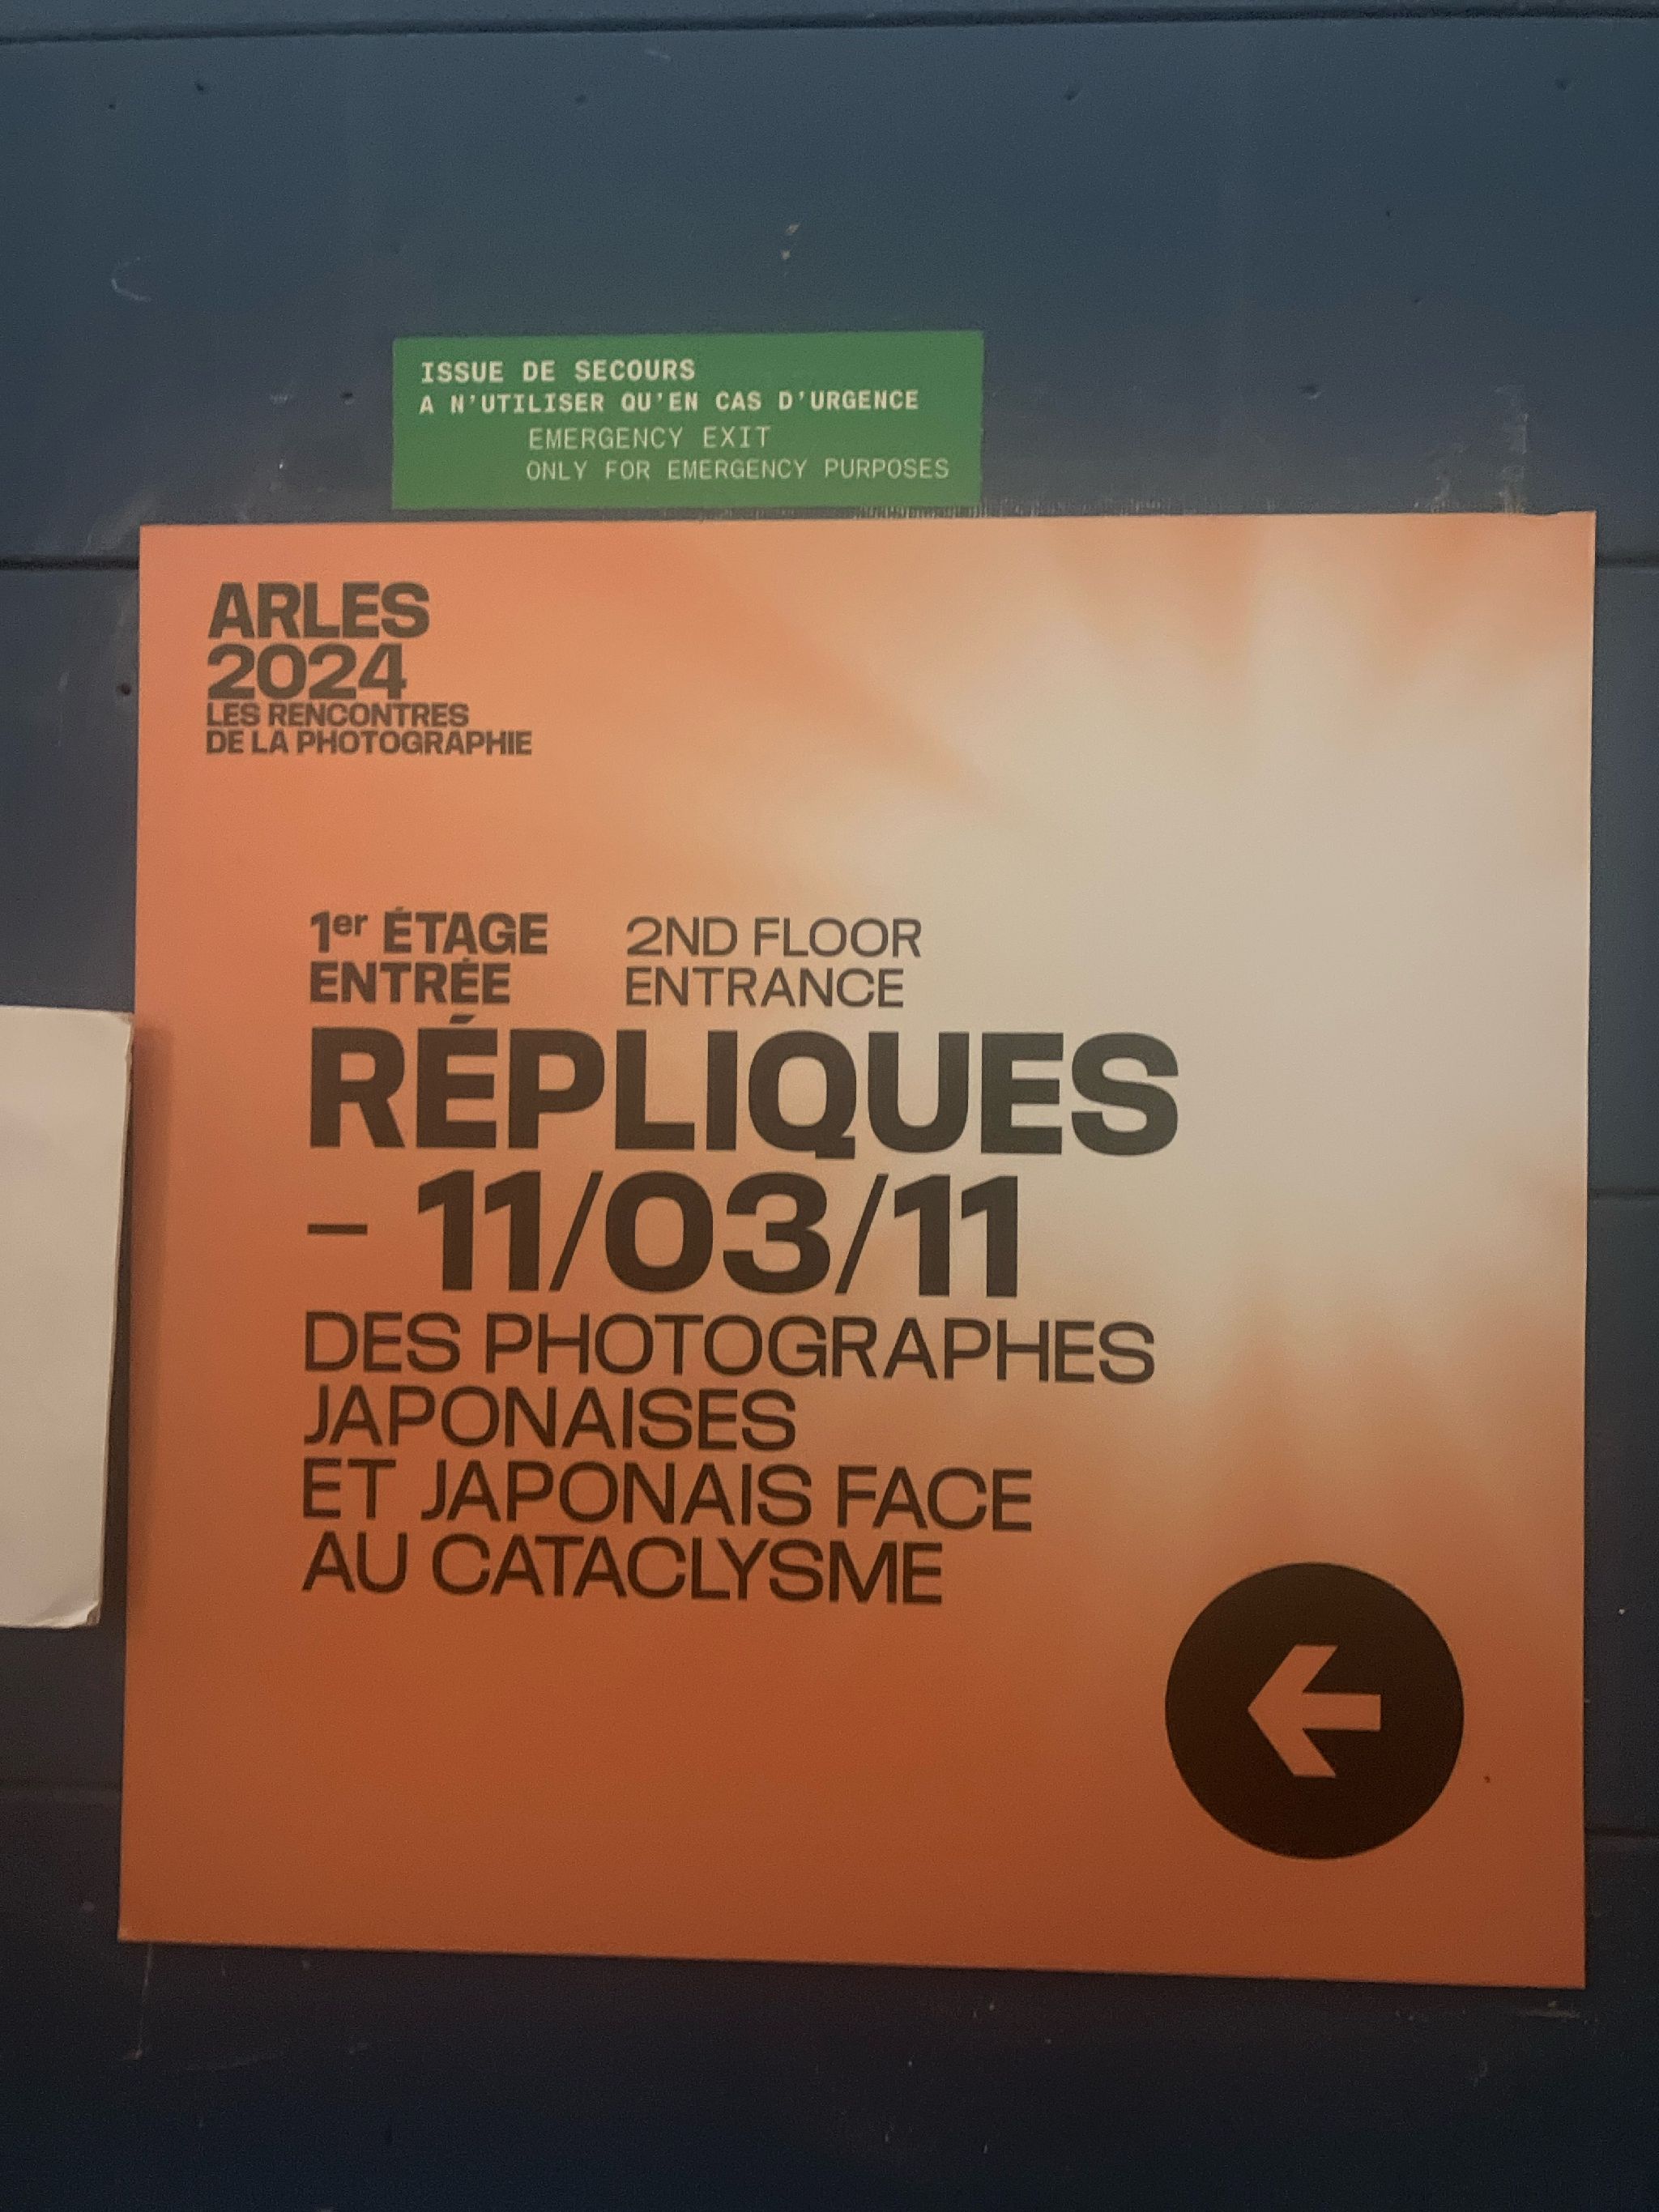 ISSUE DE SECOURS
A N'UTILISER QU'EN CAS D'URGENCE
EMERGENCY EXIT
ONLY FOR EMERGENCY PURPOSES
ARLES
2024
LES RENCONTRES
DE LA PHOTOGRAPHIE
1er ÉTAGE
ENTRÉE
2ND FLOOR
ENTRANCE
RÉPLIQUES
– 11/03/11
DES PHOTOGRAPHES
JAPONAISES
ET JAPONAIS FACE
AU CATACLYSME